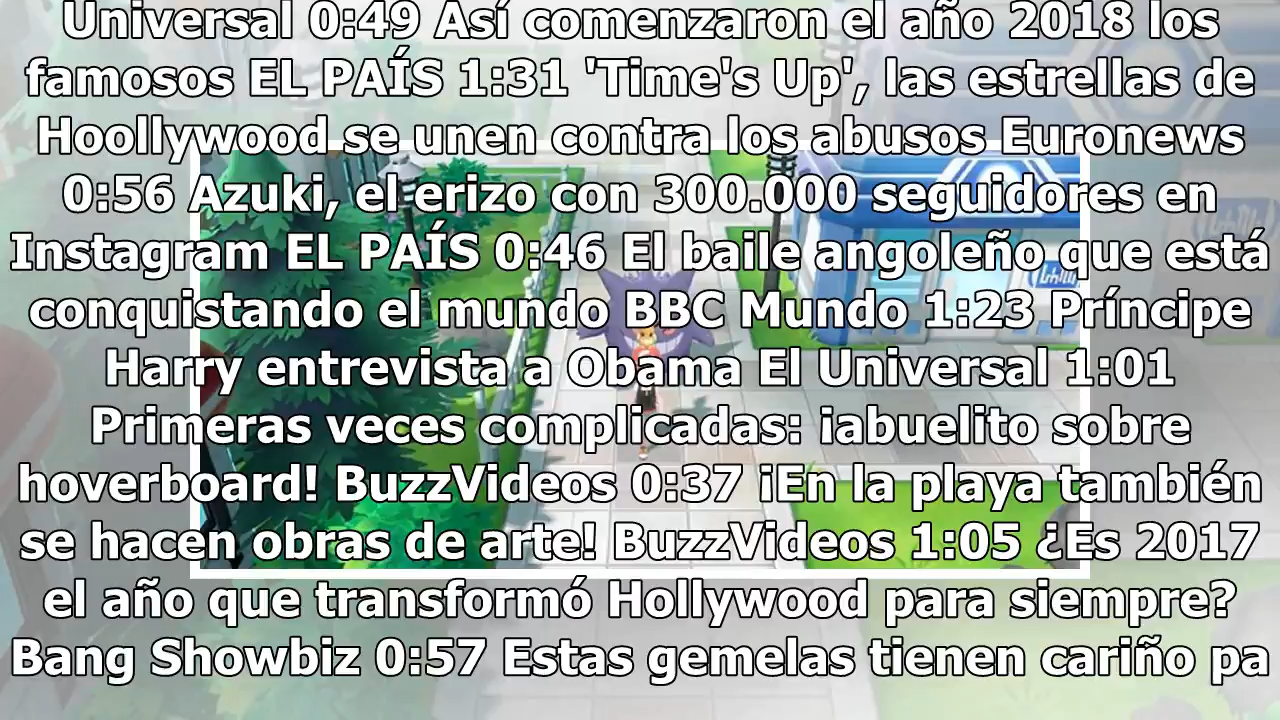 Universal 0:49 Así comenzaron el año 2018 los
famosos EL PAÍS 1:31 'Time's Up', las estrellas de
Hoollywood se unen contra los abusos Euronews
0:56 Azuki, el erizo con 300.000 seguidores en
Instagram EL PAÍS 0:46 El baile angoleño que está
conquistando el mundo BBC Mundo 1:23 Príncipe
Harry entrevista a Obama El Universal 1:01
Primeras veces complicadas: ¡abuelito sobre
hoverboard! BuzzVideos 0:37 ¡En la playa también
se hacen obras de arte! BuzzVideos 1:05 ¿Es 2017
el año que transformó Hollywood para siempre?
Bang Showbiz 0:57 Estas gemelas tienen cariño pa